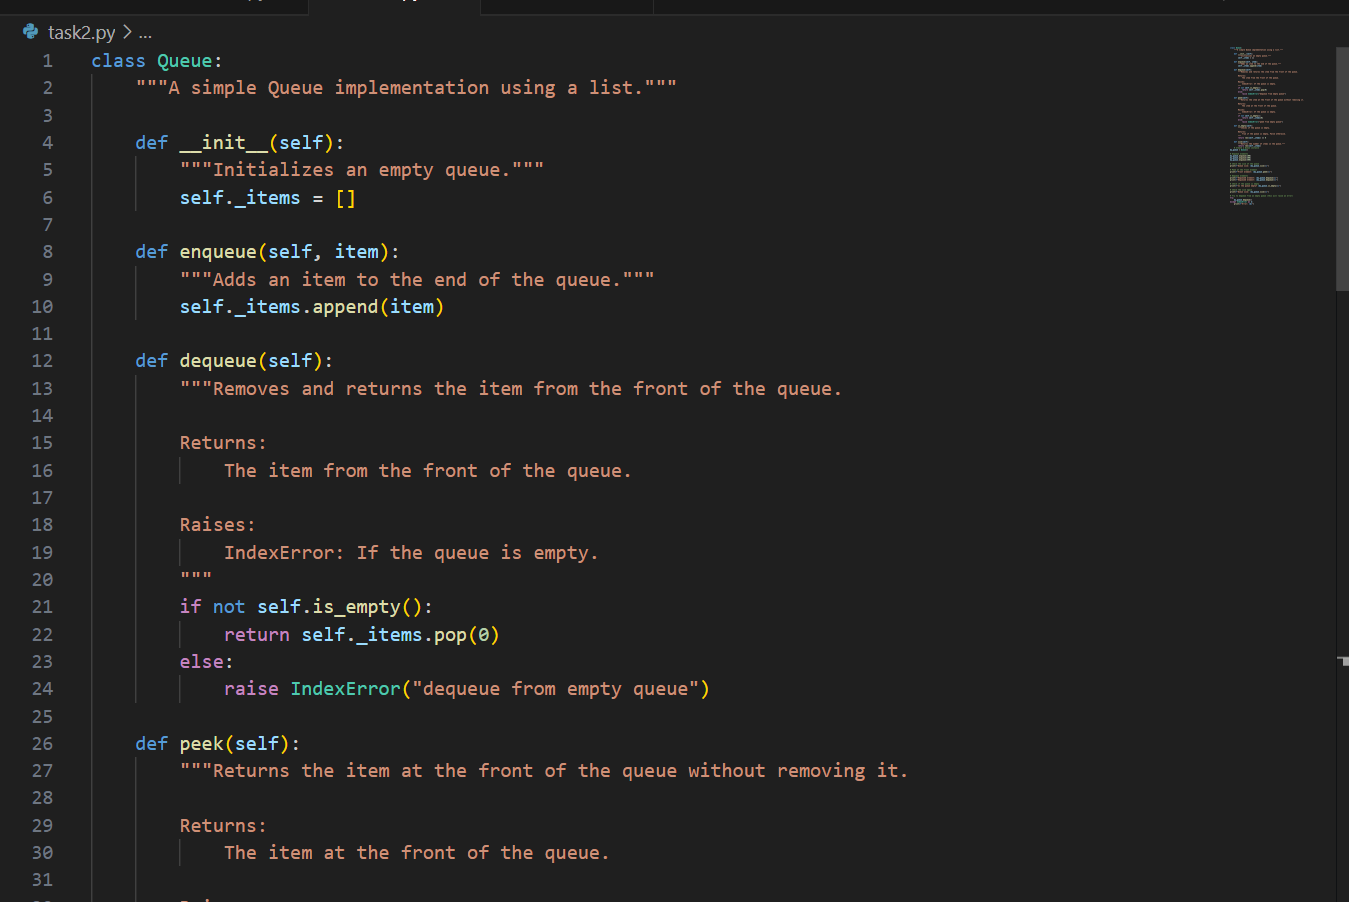 task2.py > ...
1 class Queue:
2     """A simple Queue implementation using a list."""
3
4     def __init__(self):
5         """Initializes an empty queue."""
6         self._items = []
7
8     def enqueue(self, item):
9         """Adds an item to the end of the queue."""
10         self._items.append(item)
11
12     def dequeue(self):
13         """Removes and returns the item from the front of the queue.
14
15         Returns:
16             The item from the front of the queue.
17
18         Raises:
19             IndexError: If the queue is empty.
20         """
21         if not self.is_empty():
22             return self._items.pop(0)
23         else:
24             raise IndexError("dequeue from empty queue")
25
26     def peek(self):
27         """Returns the item at the front of the queue without removing it.
28
29         Returns:
30             The item at the front of the queue.
31